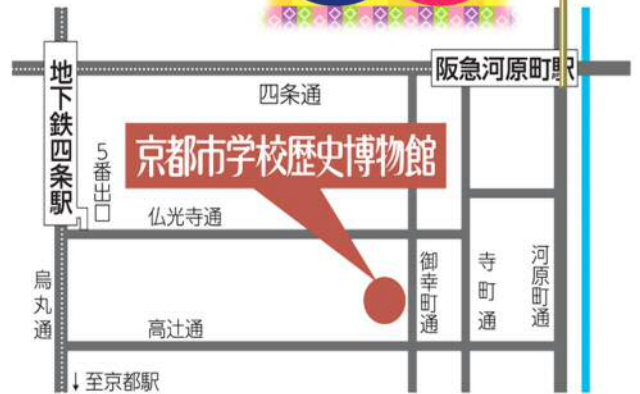 阪急河原町駅
地下鉄四条駅
四条通
5番出口
京都市学校歴史博物館
仏光寺通
御幸町通
寺町通
河原町通
烏丸通
高辻通
↓至京都駅